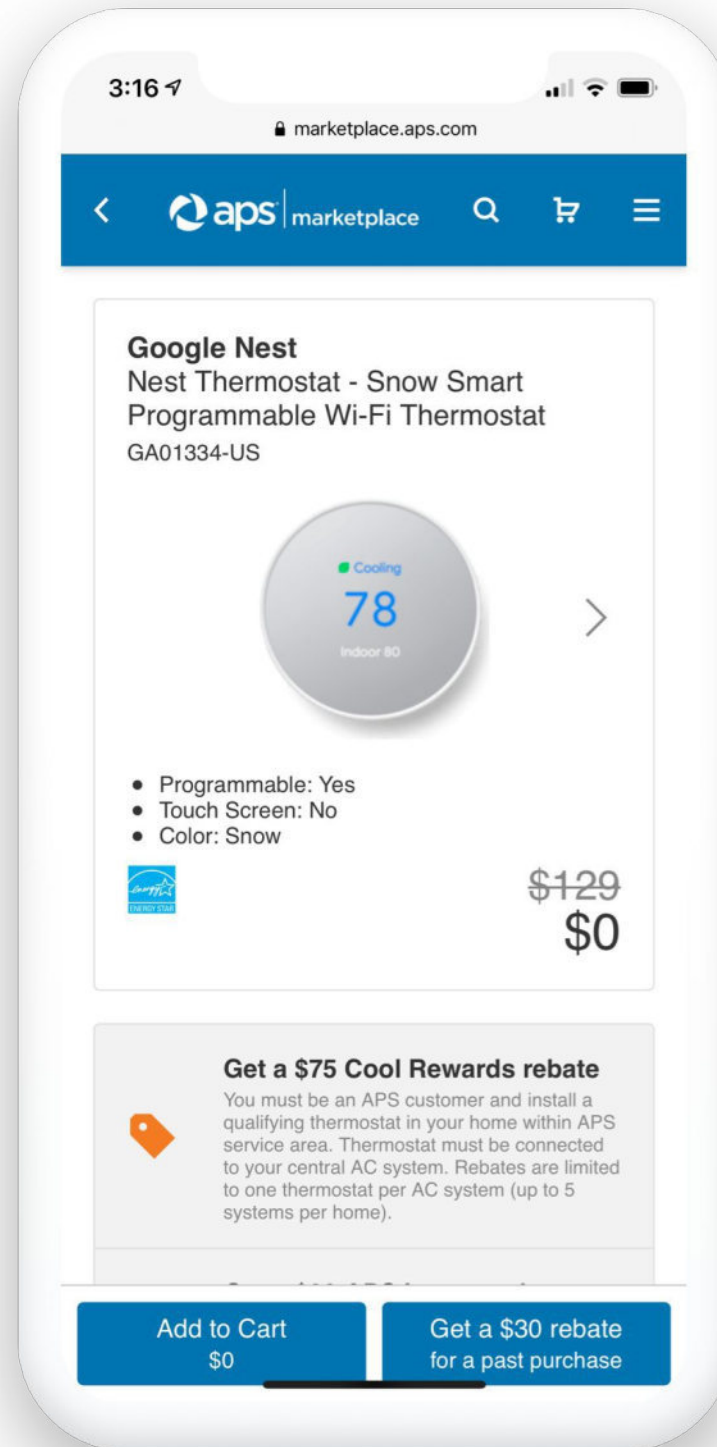 3:16
marketplace.aps.com
aps marketplace
Google Nest
Nest Thermostat - Snow Smart
Programmable Wi-Fi Thermostat
GA01334-US
Cooling
78
Indoor 80
Programmable: Yes
Touch Screen: No
Color: Snow
energy
ENERGY STAR
$129
$0
Get a $75 Cool Rewards rebate
You must be an APS customer and install a
qualifying thermostat in your home within APS
service area. Thermostat must be connected
to your central AC system. Rebates are limited
to one thermostat per AC system (up to 5
systems per home).
Add to Cart
$0
Get a $30 rebate
for a past purchase